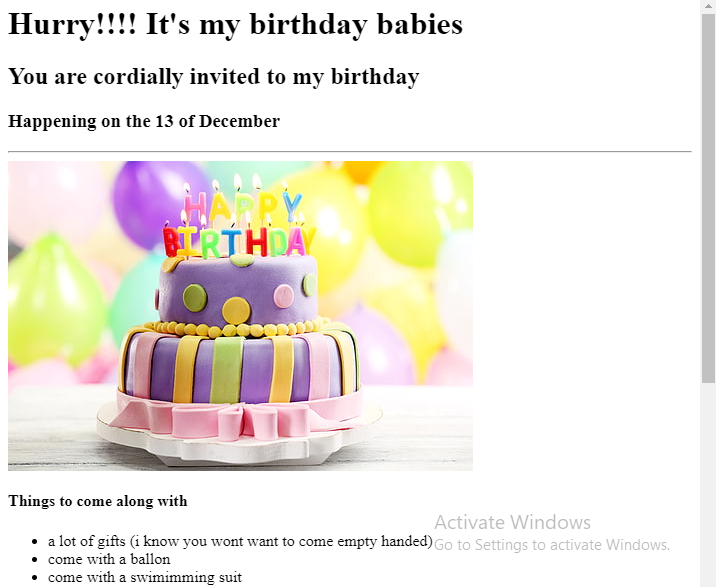 Hurry!!!! It's my birthday babies
You are cordially invited to my birthday
Happening on the 13 of December
HAPPY
BIRTHDAY
Things to come along with
a lot of gifts (i know you wont want to come empty handed)
come with a ballon
come with a swimimming suit
Activate Windows
Go to Settings to activate Windows.